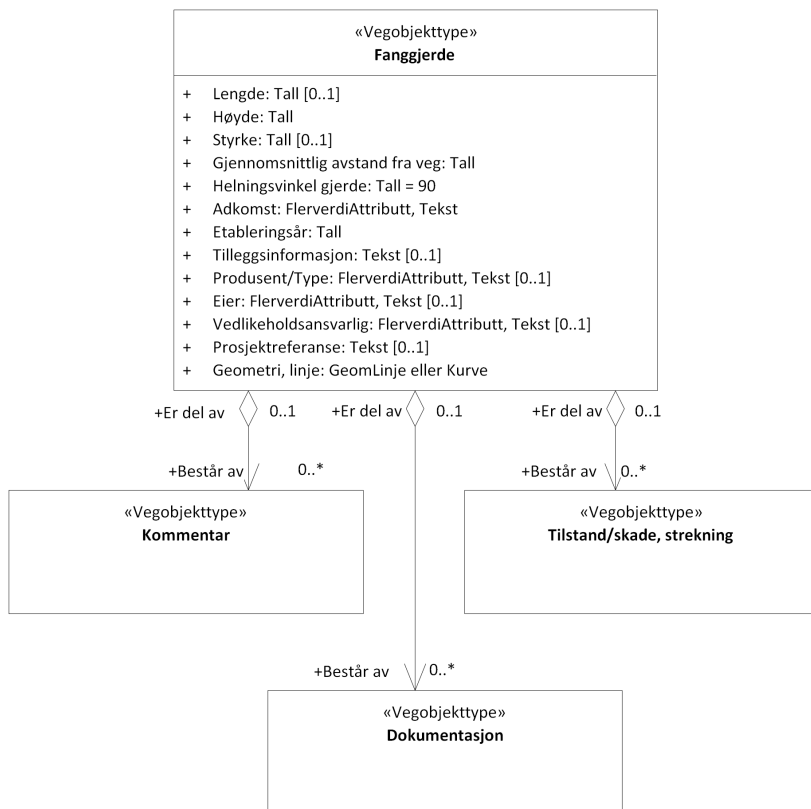 «Vegobjekttype»
Fanggjerde
+ Lengde: Tall [0..1]
+ Høyde: Tall
+ Styrke: Tall [0..1]
+ Gjennomsnittlig avstand fra veg: Tall
+ Helningsvinkel gjerde: Tall = 90
+ Adkomst: FlerverdiAttributt, Tekst
+ Etableringsår: Tall
+ Tilleggsinformasjon: Tekst [0..1]
+ Produsent/Type: FlerverdiAttributt, Tekst [0..1]
+ Eier: FlerverdiAttributt, Tekst [0..1]
+ Vedlikeholdsansvarlig: FlerverdiAttributt, Tekst [0..1]
+ Prosjektreferanse: Tekst [0..1]
+ Geometri, linje: GeomLinje eller Kurve
+Er del av 0..1 +Er del av 0..1 +Er del av 0..1
+Består av 0..* +Består av 0..*
«Vegobjekttype»
Kommentar
«Vegobjekttype»
Tilstand/skade, strekning
+Består av 0..*
«Vegobjekttype»
Dokumentasjon